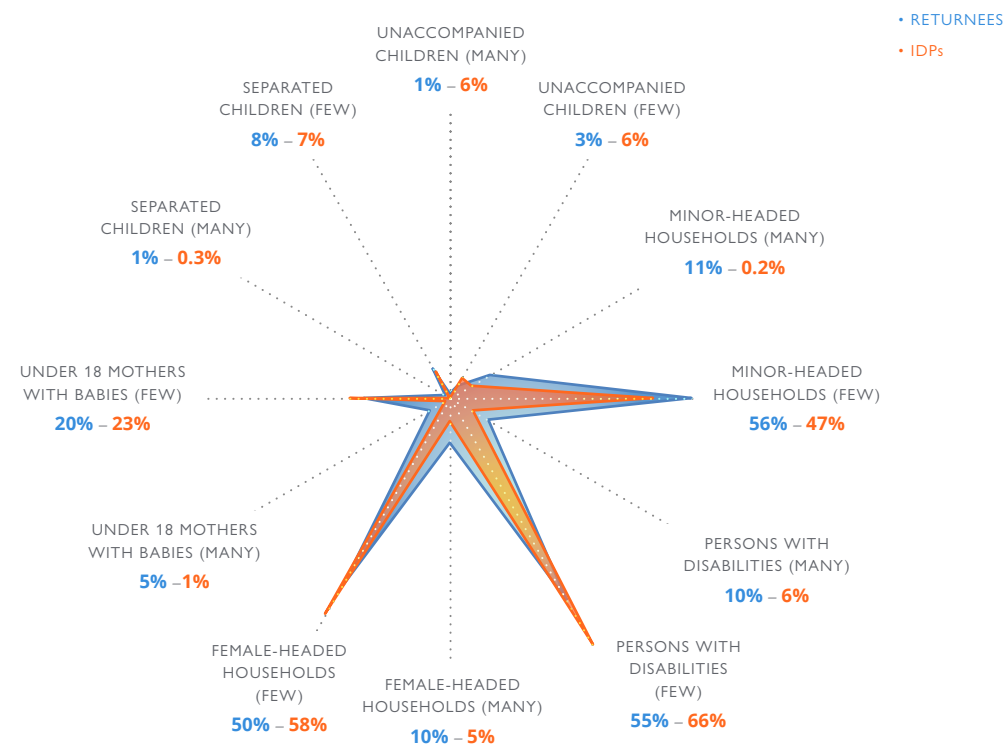 • RETURNEES
• IDPs
UNACCOMPANIED
CHILDREN (MANY)
1% – 6%
UNACCOMPANIED
CHILDREN (FEW)
3% – 6%
MINOR-HEADED
HOUSEHOLDS (MANY)
11% – 0.2%
MINOR-HEADED
HOUSEHOLDS (FEW)
56% – 47%
PERSONS WITH
DISABILITIES (MANY)
10% – 6%
PERSONS WITH
DISABILITIES
(FEW)
55% – 66%
FEMALE-HEADED
HOUSEHOLDS (MANY)
10% – 5%
FEMALE-HEADED
HOUSEHOLDS
(FEW)
50% – 58%
UNDER 18 MOTHERS
WITH BABIES (MANY)
5% –1%
UNDER 18 MOTHERS
WITH BABIES (FEW)
20% – 23%
SEPARATED
CHILDREN (MANY)
1% – 0.3%
SEPARATED
CHILDREN (FEW)
8% – 7%